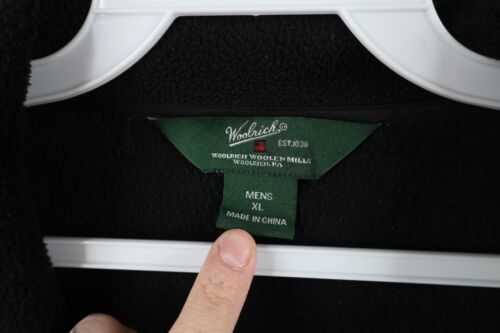 Woolrich®
EST.1830
WOOLRICH WOOLEN MILLS
WOOLRICH, PA
MENS
XL
MADE IN CHINA